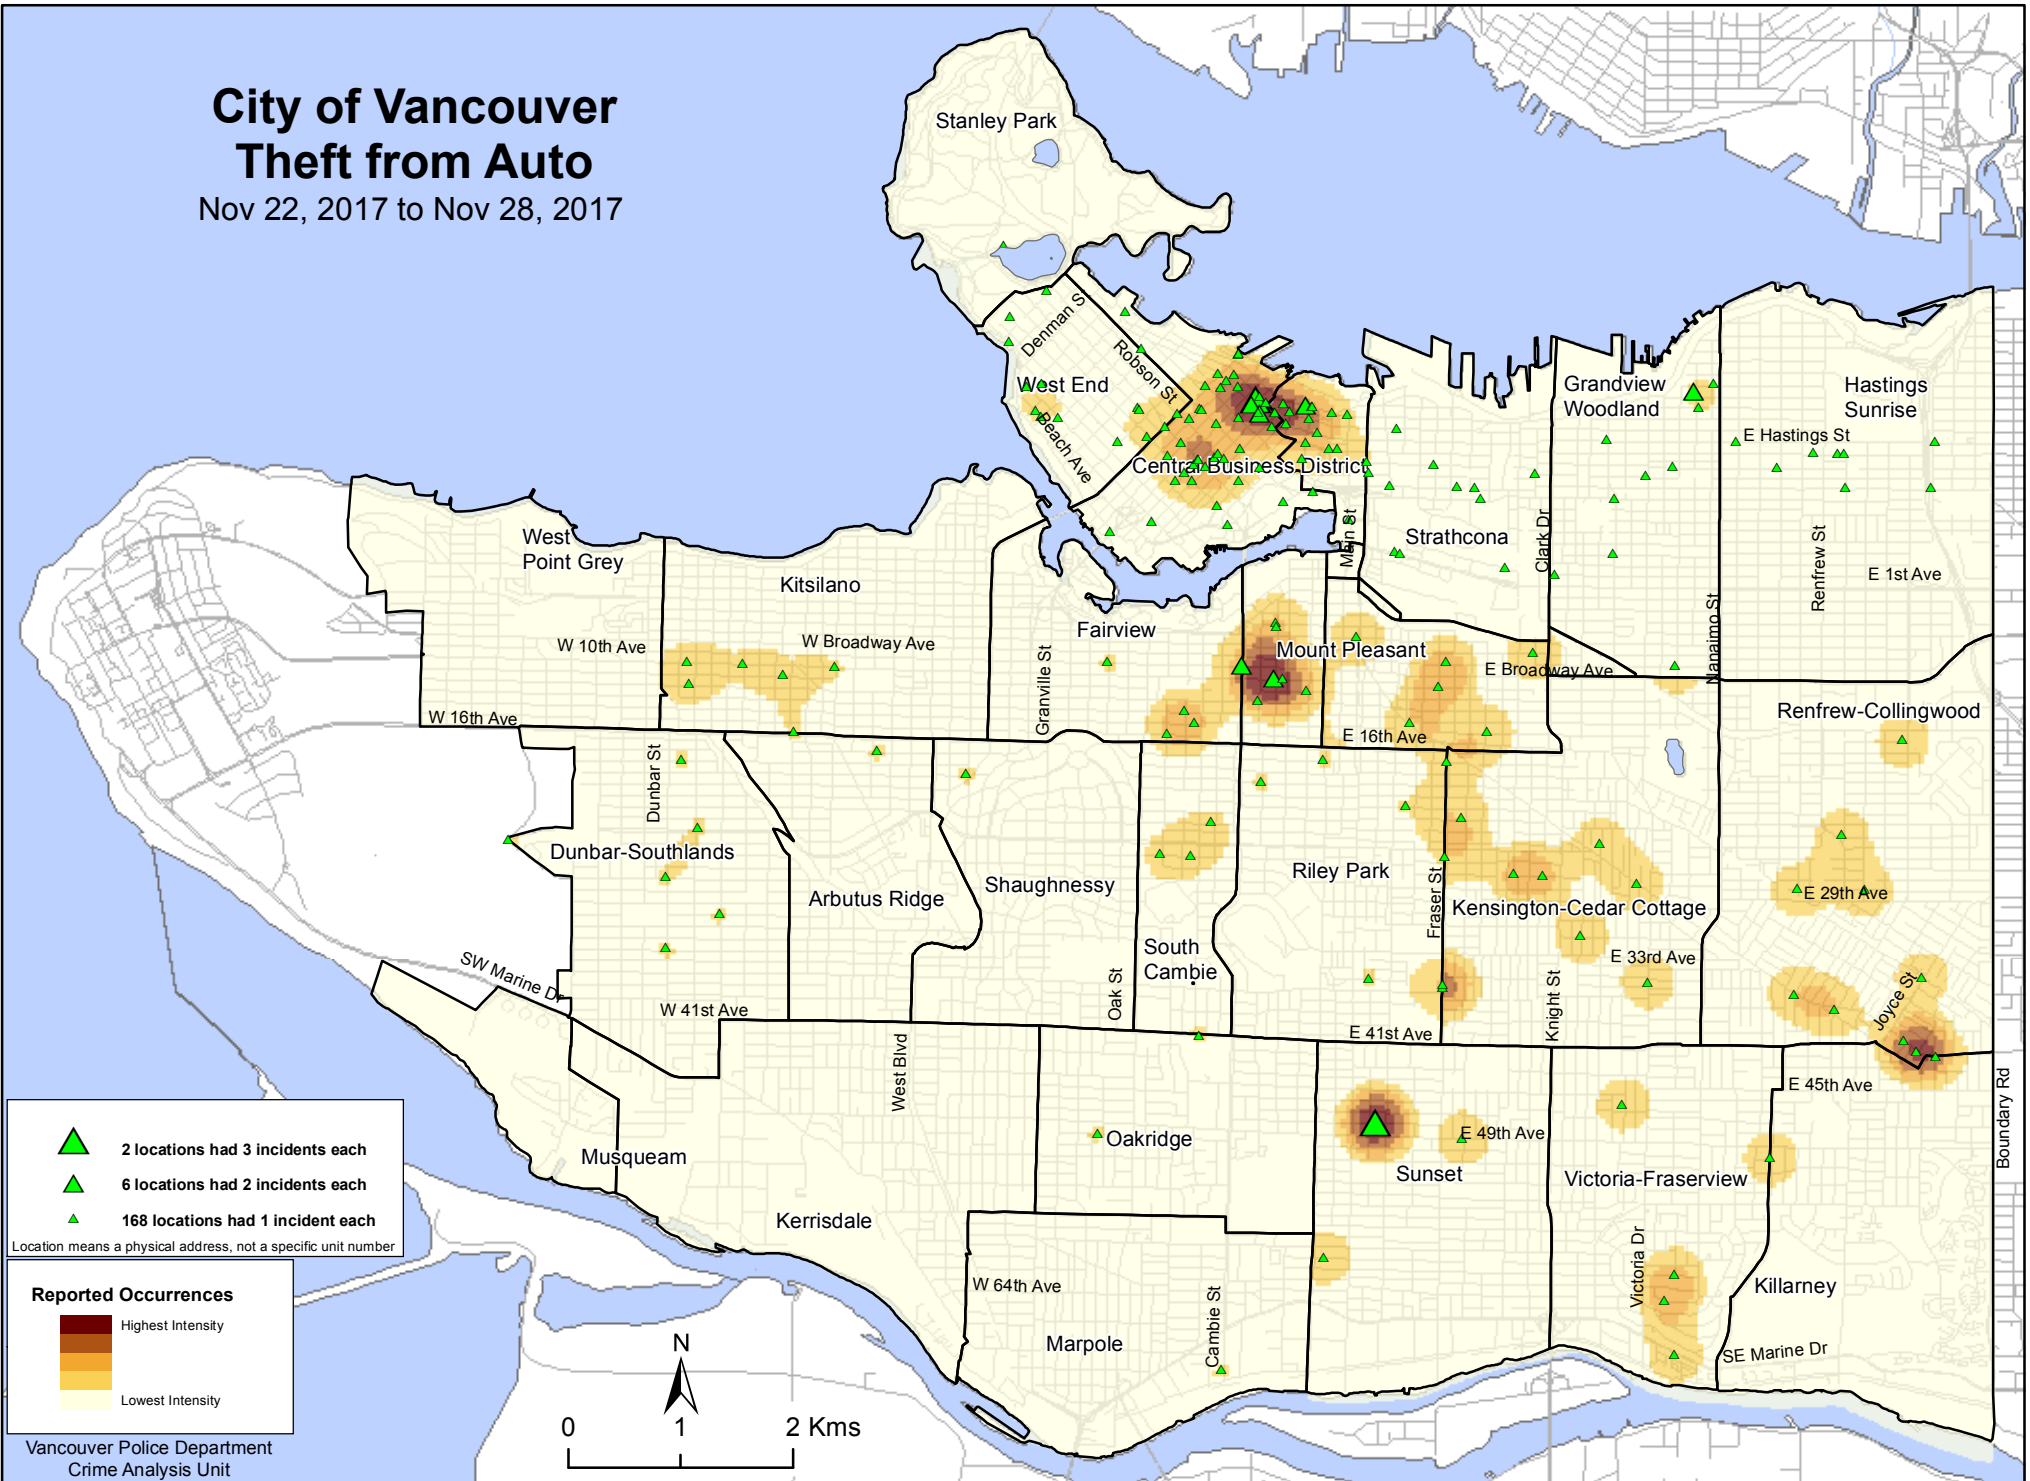 City of Vancouver
Theft from Auto
Nov 22, 2017 to Nov 28, 2017
Stanley Park
Denman S
Robson St
West End
Beach Ave
Central Business District
Grandview
Woodland
Hastings
Sunrise
E Hastings St
West
Point Grey
Kitsilano
Strathcona
Main St
Clark Dr
Renfrew St
E 1st Ave
Nanaimo St
W 10th Ave
W Broadway Ave
Fairview
Granville St
Mount Pleasant
E Broadway Ave
W 16th Ave
E 16th Ave
Renfrew-Collingwood
Dunbar St
Dunbar-Southlands
Arbutus Ridge
Shaughnessy
Riley Park
Fraser St
Kensington-Cedar Cottage
E 29th Ave
South
Cambie
Oak St
E 33rd Ave
Knight St
Joyce St
SW Marine Dr
W 41st Ave
E 41st Ave
West Blvd
E 45th Ave
Boundary Rd
Musqueam
Oakridge
E 49th Ave
Sunset
Victoria-Fraserview
Kerrisdale
W 64th Ave
Marpole
Cambie St
Victoria Dr
Killarney
SE Marine Dr
2 locations had 3 incidents each
6 locations had 2 incidents each
168 locations had 1 incident each
Location means a physical address, not a specific unit number
Reported Occurrences
Highest Intensity
Lowest Intensity
Vancouver Police Department
Crime Analysis Unit
N
0 1 2 Kms